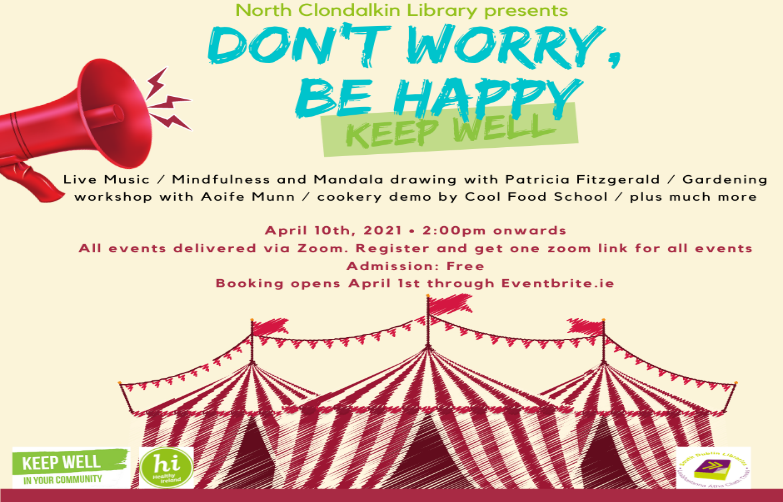 North Clondalkin Library presents
DON'T WORRY,
BE HAPPY
KEEP WELL
Live Music / Mindfulness and Mandala drawing with Patricia Fitzgerald / Gardening
workshop with Aoife Munn / cookery demo by Cool Food School / plus much more
April 10th, 2021 • 2:00pm onwards
All events delivered via Zoom. Register and get one zoom link for all events
Admission: Free
Booking opens April 1st through Eventbrite.ie
KEEP WELL
IN YOUR COMMUNITY
hi
Healthy
Ireland